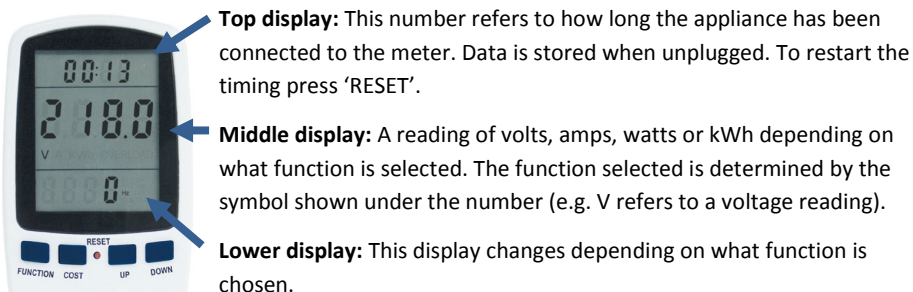 Top display: This number refers to how long the appliance has been
connected to the meter. Data is stored when unplugged. To restart the
timing press ‘RESET’.
00:13
218.0
V
Middle display: A reading of volts, amps, watts or kWh depending on
what function is selected. The function selected is determined by the
symbol shown under the number (e.g. V refers to a voltage reading).
0 Hz
Lower display: This display changes depending on what function is
chosen.
RESET
FUNCTION COST UP DOWN